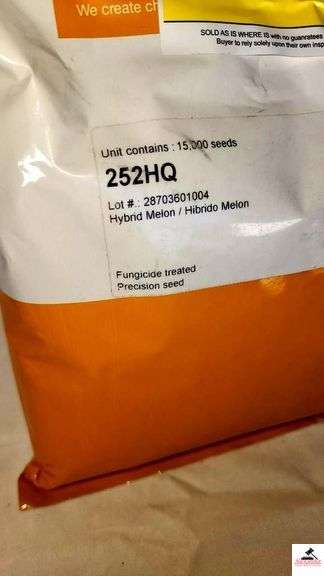 We create ch
SOLD AS IS WHERE IS with no guanratees
Buyer to rely solely upon their own insp
Unit contains : 15,000 seeds
252HQ
Lot #.: 28703601004
Hybrid Melon / Hibrido Melon
Fungicide treated
Precision seed